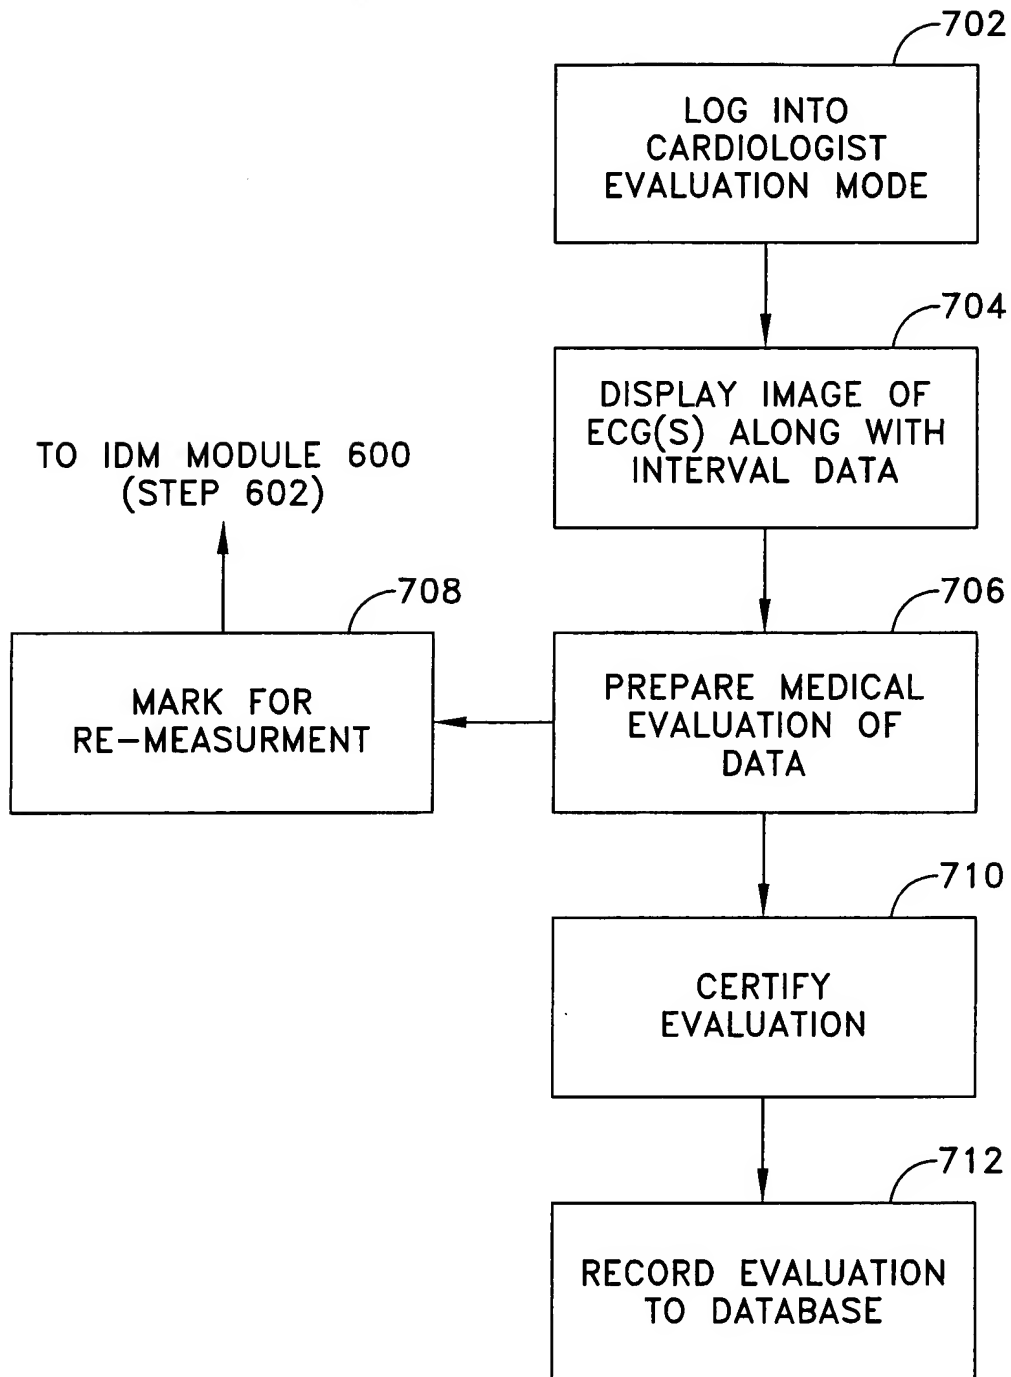 702
LOG INTO
CARDIOLOGIST
EVALUATION MODE
704
DISPLAY IMAGE OF
ECG(S) ALONG WITH
INTERVAL DATA
TO IDM MODULE 600
(STEP 602)
706
PREPARE MEDICAL
EVALUATION OF
DATA
708
MARK FOR
RE-MEASURMENT
710
CERTIFY
EVALUATION
712
RECORD EVALUATION
TO DATABASE